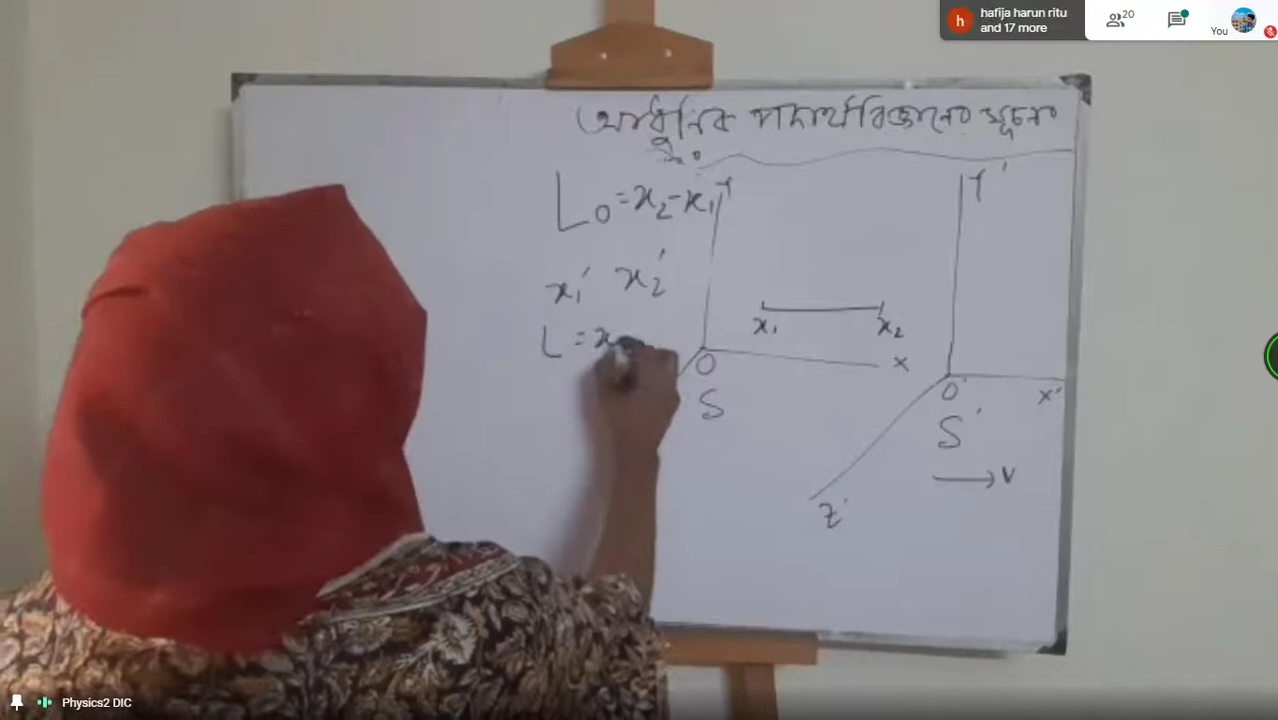 hafija harun ritu
and 17 more
20
You
h
আধুনিক পদার্থবিজ্ঞানের সূচনা
L₀ = x₂ - x₁
Y
Y'
x₁' x₂'
x₁ x₂
L = x
O
X
O'
X'
S
S'
→ V
Z'
Physics2 DIC